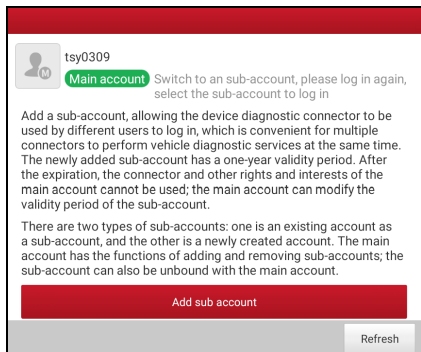 tsy0309
Main account Switch to an sub-account, please log in again,
select the sub-account to log in
Add a sub-account, allowing the device diagnostic connector to be
used by different users to log in, which is convenient for multiple
connectors to perform vehicle diagnostic services at the same time.
The newly added sub-account has a one-year validity period. After
the expiration, the connector and other rights and interests of the
main account cannot be used; the main account can modify the
validity period of the sub-account.
There are two types of sub-accounts: one is an existing account as
a sub-account, and the other is a newly created account. The main
account has the functions of adding and removing sub-accounts; the
sub-account can also be unbound with the main account.
Add sub account
Refresh